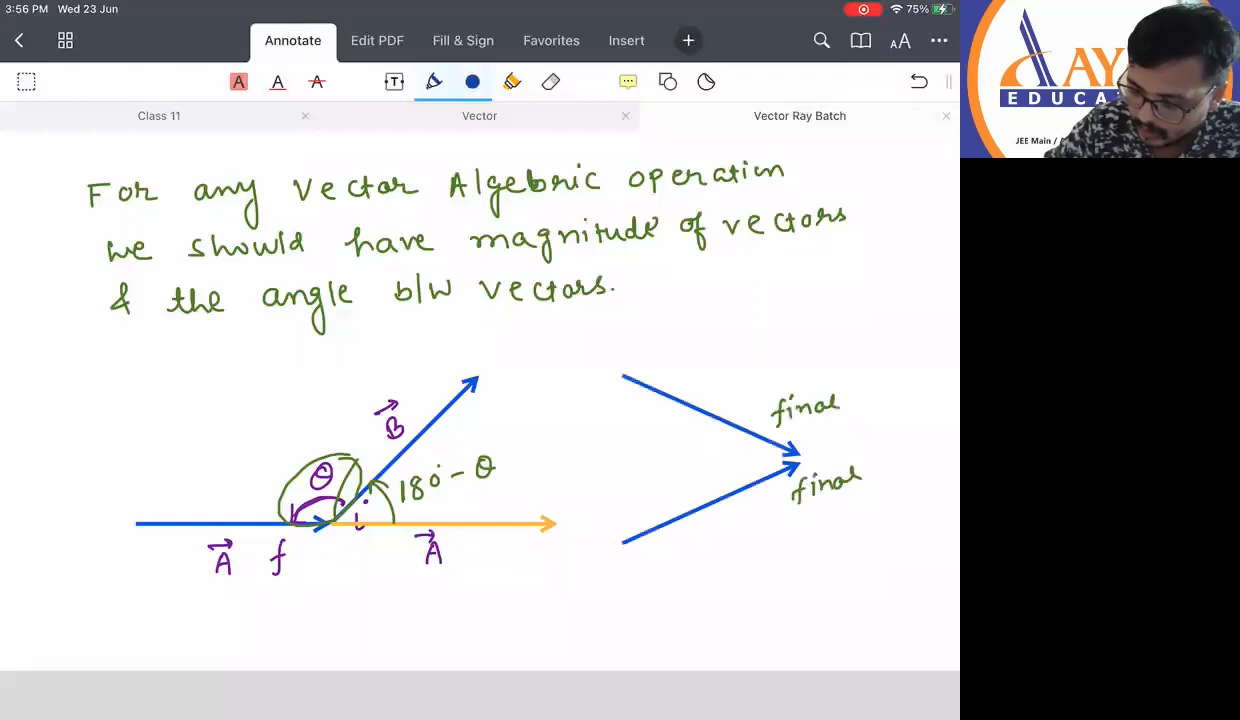 3:56 PM Wed 23 Jun
75%
Annotate Edit PDF Fill & Sign Favorites Insert
AA
A A A T
Class 11 Vector Vector Ray Batch
For any vector Algebric operation
we should have magnitude of vectors
& the angle b/w vectors.
B
θ
180° - θ
i
A f A
final
final
AY
EDUCA
JEE Main /